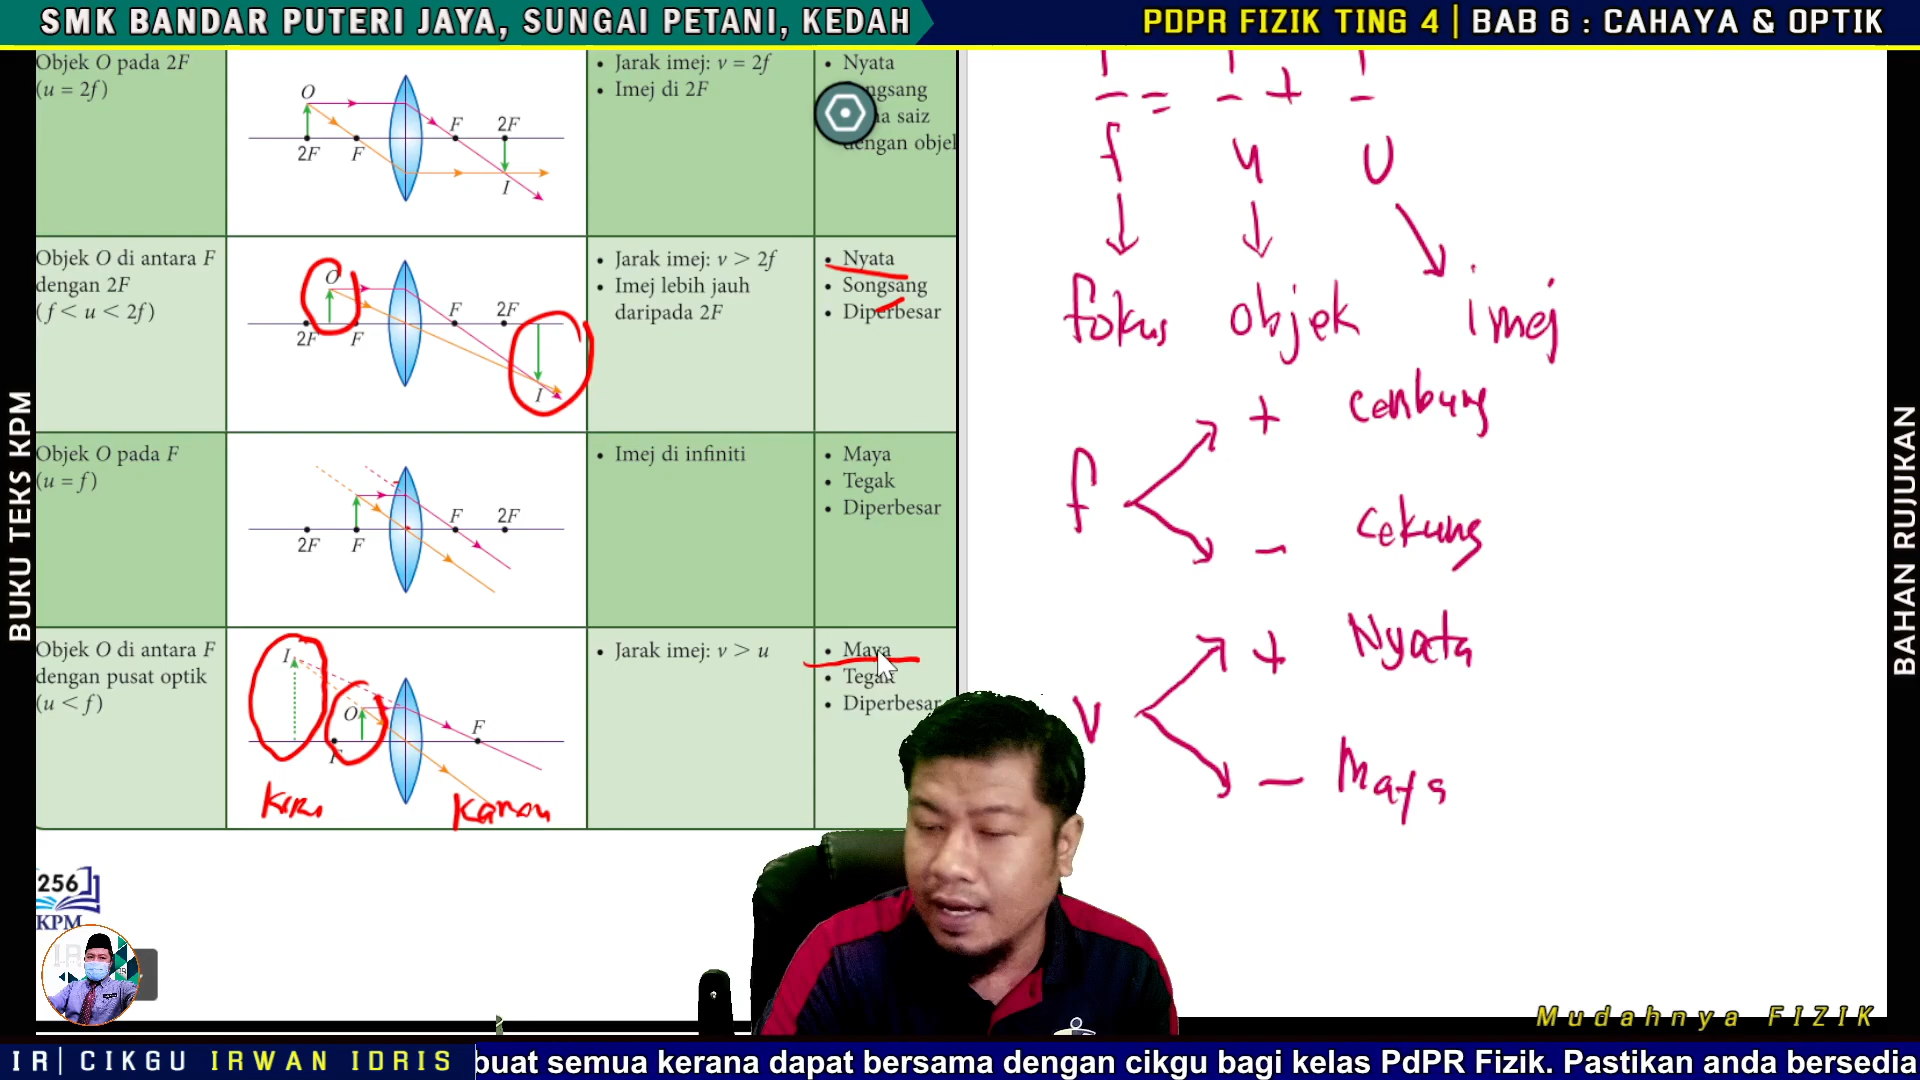 SMK BANDAR PUTERI JAYA, SUNGAI PETANI, KEDAH
PDPR FIZIK TING 4 | BAB 6 : CAHAYA & OPTIK
BUKU TEKS KPM
Objek O pada 2F
(u = 2f)
O
2F
F
F
2F
I
• Jarak imej: v = 2f
• Imej di 2F
• Nyata
ngsang
a saiz
dengan objek
Objek O di antara F
dengan 2F
(f < u < 2f)
O
2F
F
F
2F
I
• Jarak imej: v > 2f
• Imej lebih jauh
daripada 2F
• Nyata
• Songsang
• Diperbesar
Objek O pada F
(u = f)
2F
F
F
2F
• Imej di infiniti
• Maya
• Tegak
• Diperbesar
Objek O di antara F
dengan pusat optik
(u < f)
I
O
F
F
Kiri
Kanan
• Jarak imej: v > u
• Maya
• Tegak
• Diperbesar
256
KPM
1 1 1
— = — + —
f u v
fokus objek imej
f
+ cembung
- cekung
v
+ Nyata
- Maya
BAHAN RUJUKAN
Mudahnya FIZIK
IR| CIKGU IRWAN IDRIS
buat semua kerana dapat bersama dengan cikgu bagi kelas PdPR Fizik. Pastikan anda bersedia